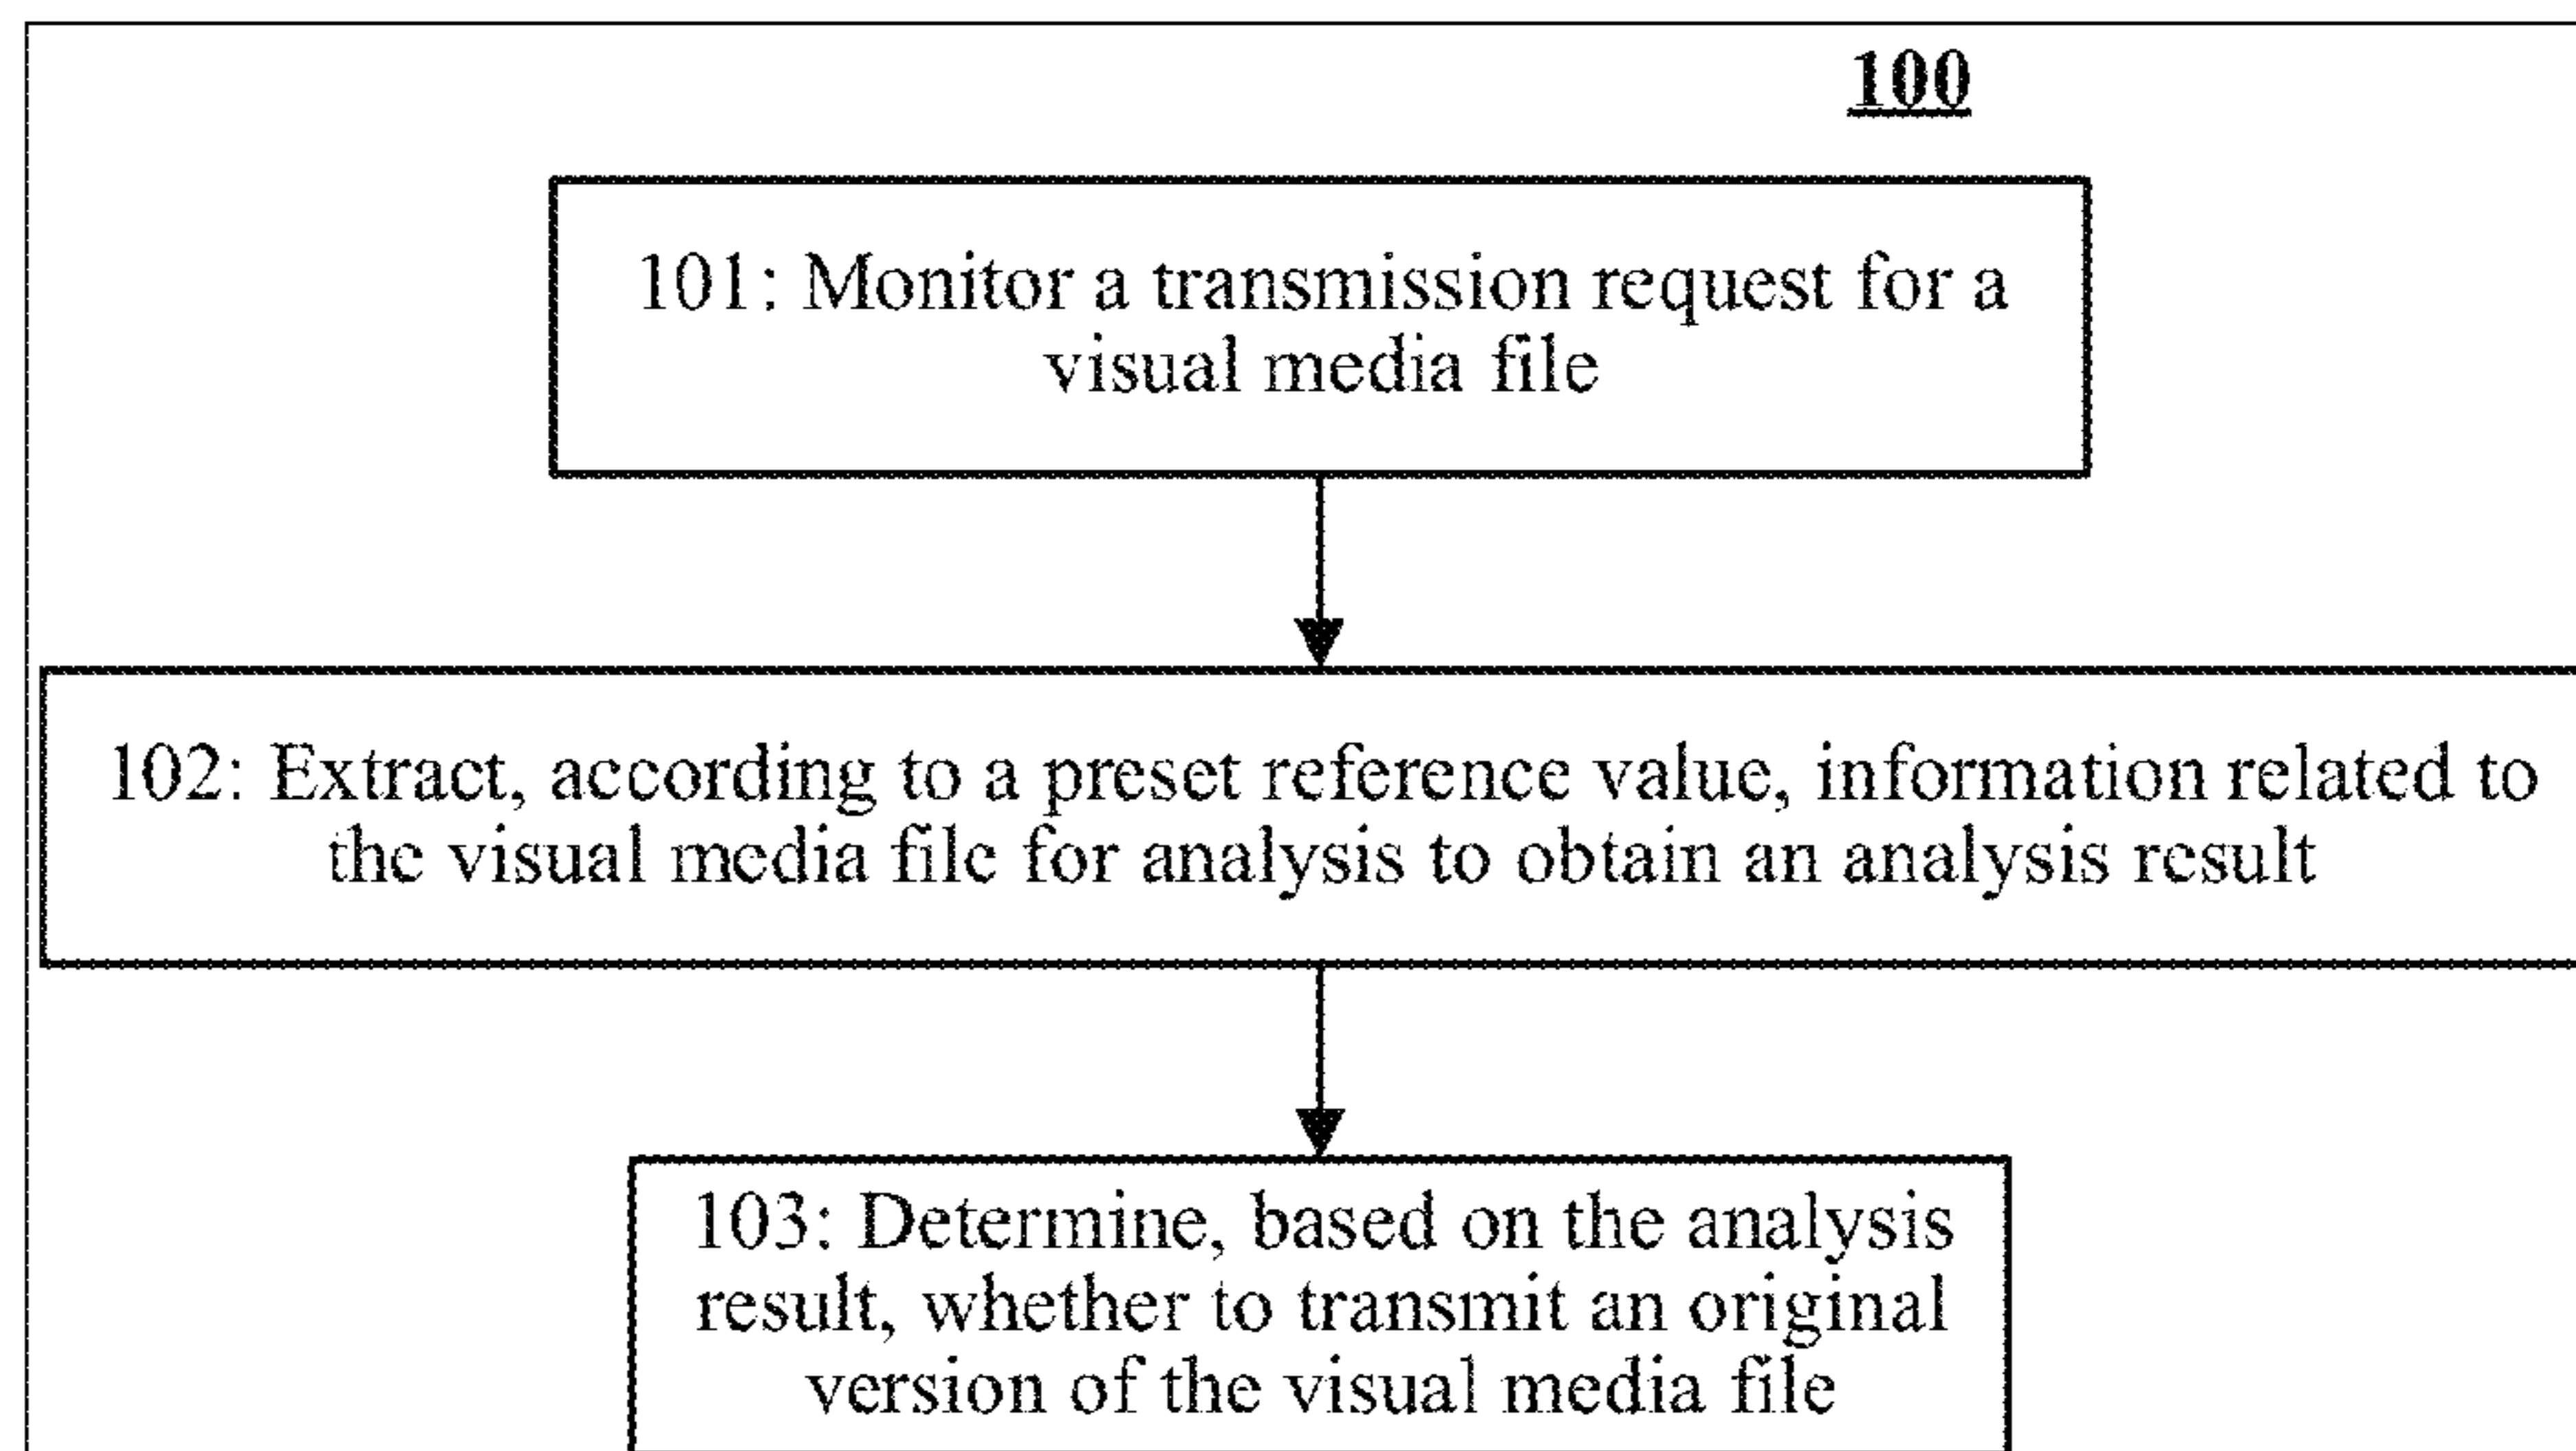 100
101: Monitor a transmission request for a
visual media file
102: Extract, according to a preset reference value, information related to
the visual media file for analysis to obtain an analysis result
103: Determine, based on the analysis
result, whether to transmit an original
version of the visual media file